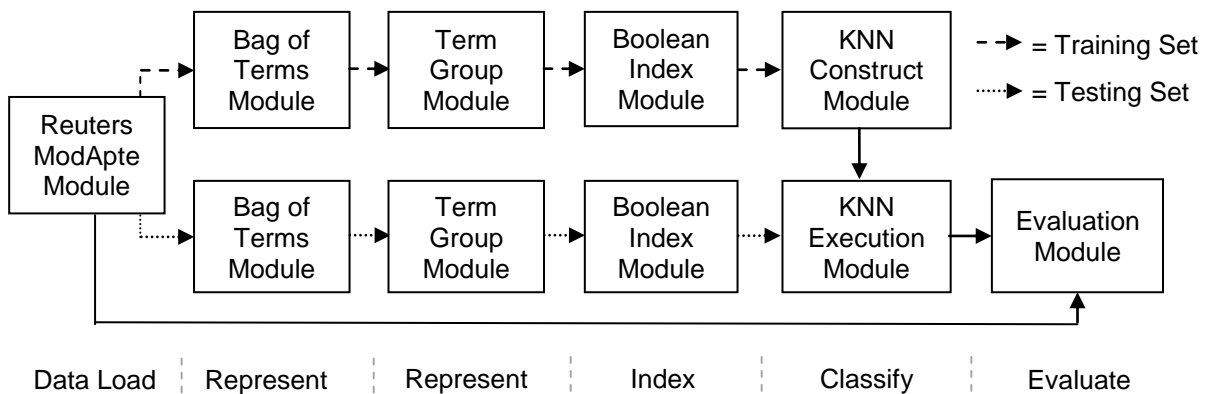 Bag of
Terms
Module
Term
Group
Module
Boolean
Index
Module
KNN
Construct
Module
= Training Set
= Testing Set
Reuters
ModApte
Module
Bag of
Terms
Module
Term
Group
Module
Boolean
Index
Module
KNN
Execution
Module
Evaluation
Module
Data Load
Represent
Represent
Index
Classify
Evaluate